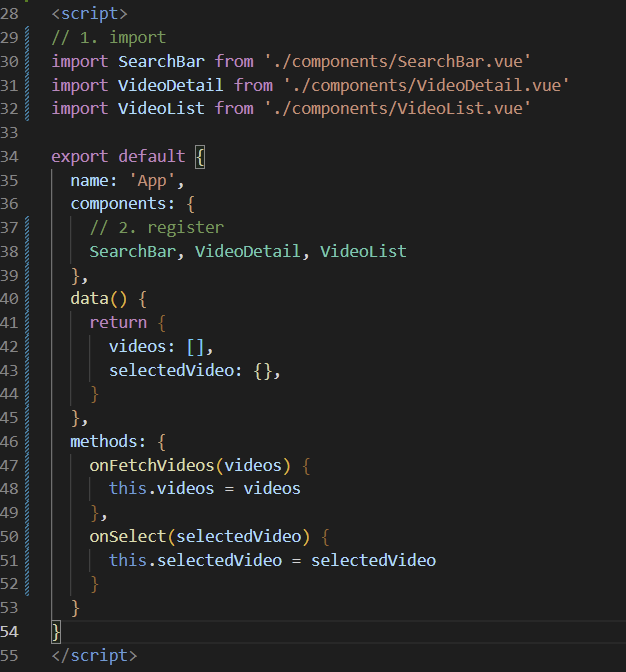 28 <script>
29 // 1. import
30 import SearchBar from './components/SearchBar.vue'
31 import VideoDetail from './components/VideoDetail.vue'
32 import VideoList from './components/VideoList.vue'
33
34 export default {
35   name: 'App',
36   components: {
37     // 2. register
38     SearchBar, VideoDetail, VideoList
39   },
40   data() {
41     return {
42       videos: [],
43       selectedVideo: {},
44     }
45   },
46   methods: {
47     onFetchVideos(videos) {
48       this.videos = videos
49     },
50     onSelect(selectedVideo) {
51       this.selectedVideo = selectedVideo
52     }
53   }
54 }
55 </script>